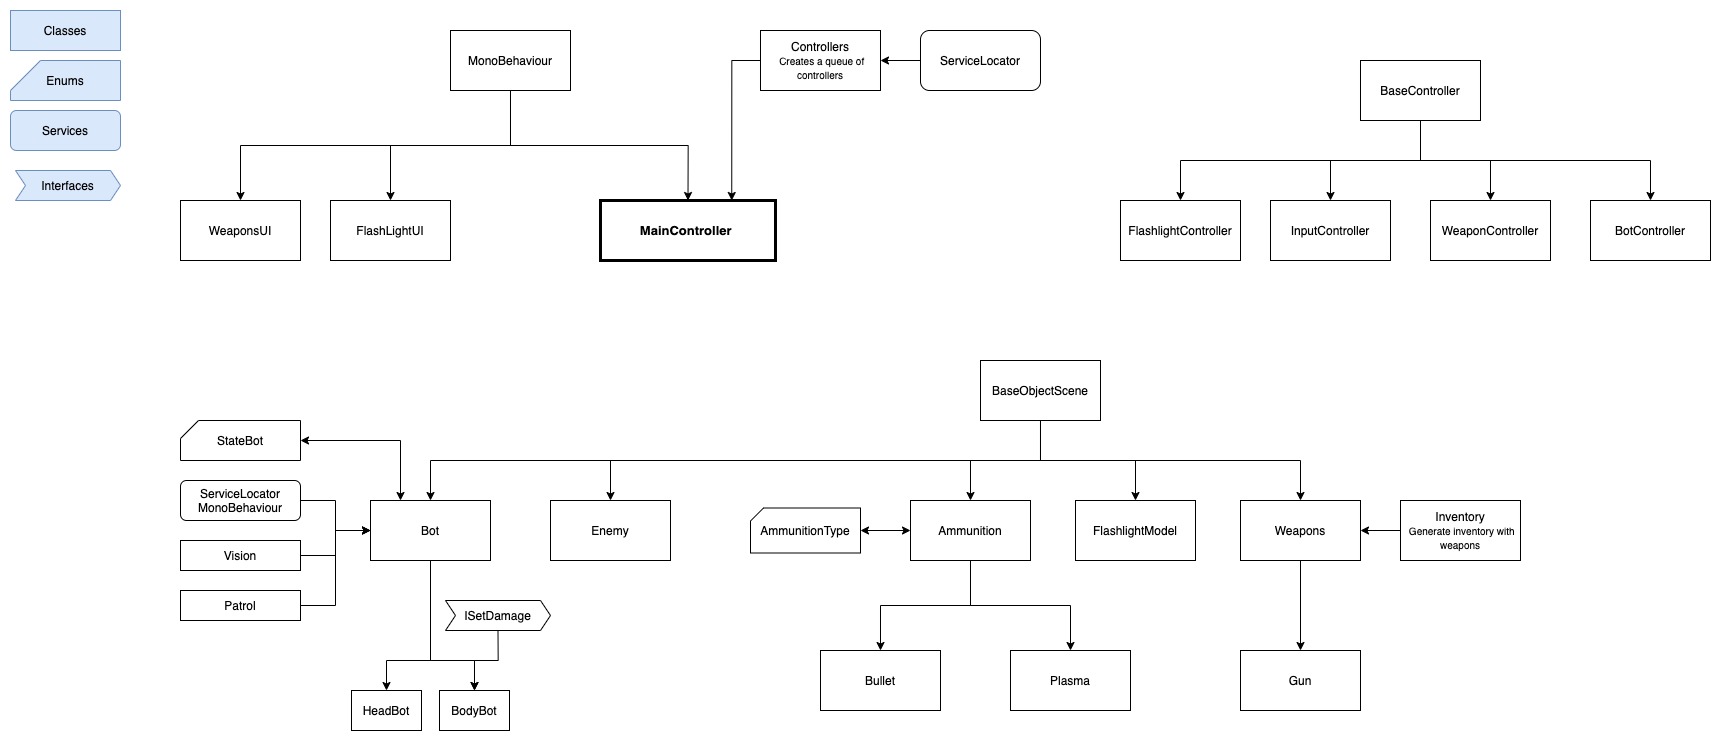 Classes
Enums
Services
Interfaces
MonoBehaviour
Controllers
Creates a queue of
controllers
ServiceLocator
BaseController
WeaponsUI
FlashLightUI
MainController
FlashlightController
InputController
WeaponController
BotController
BaseObjectScene
StateBot
ServiceLocator
MonoBehaviour
Vision
Patrol
Bot
Enemy
AmmunitionType
Ammunition
FlashlightModel
Weapons
Inventory
Generate inventory with
weapons
ISetDamage
HeadBot
BodyBot
Bullet
Plasma
Gun